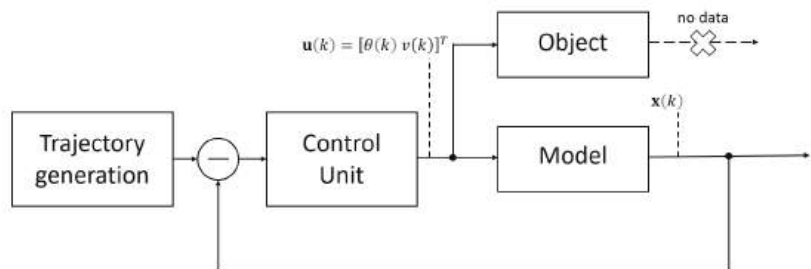 no data
𝐮(k) = [θ(k) v(k)]ᵀ
Object
𝐱(k)
Trajectory
generation
—
Control
Unit
Model